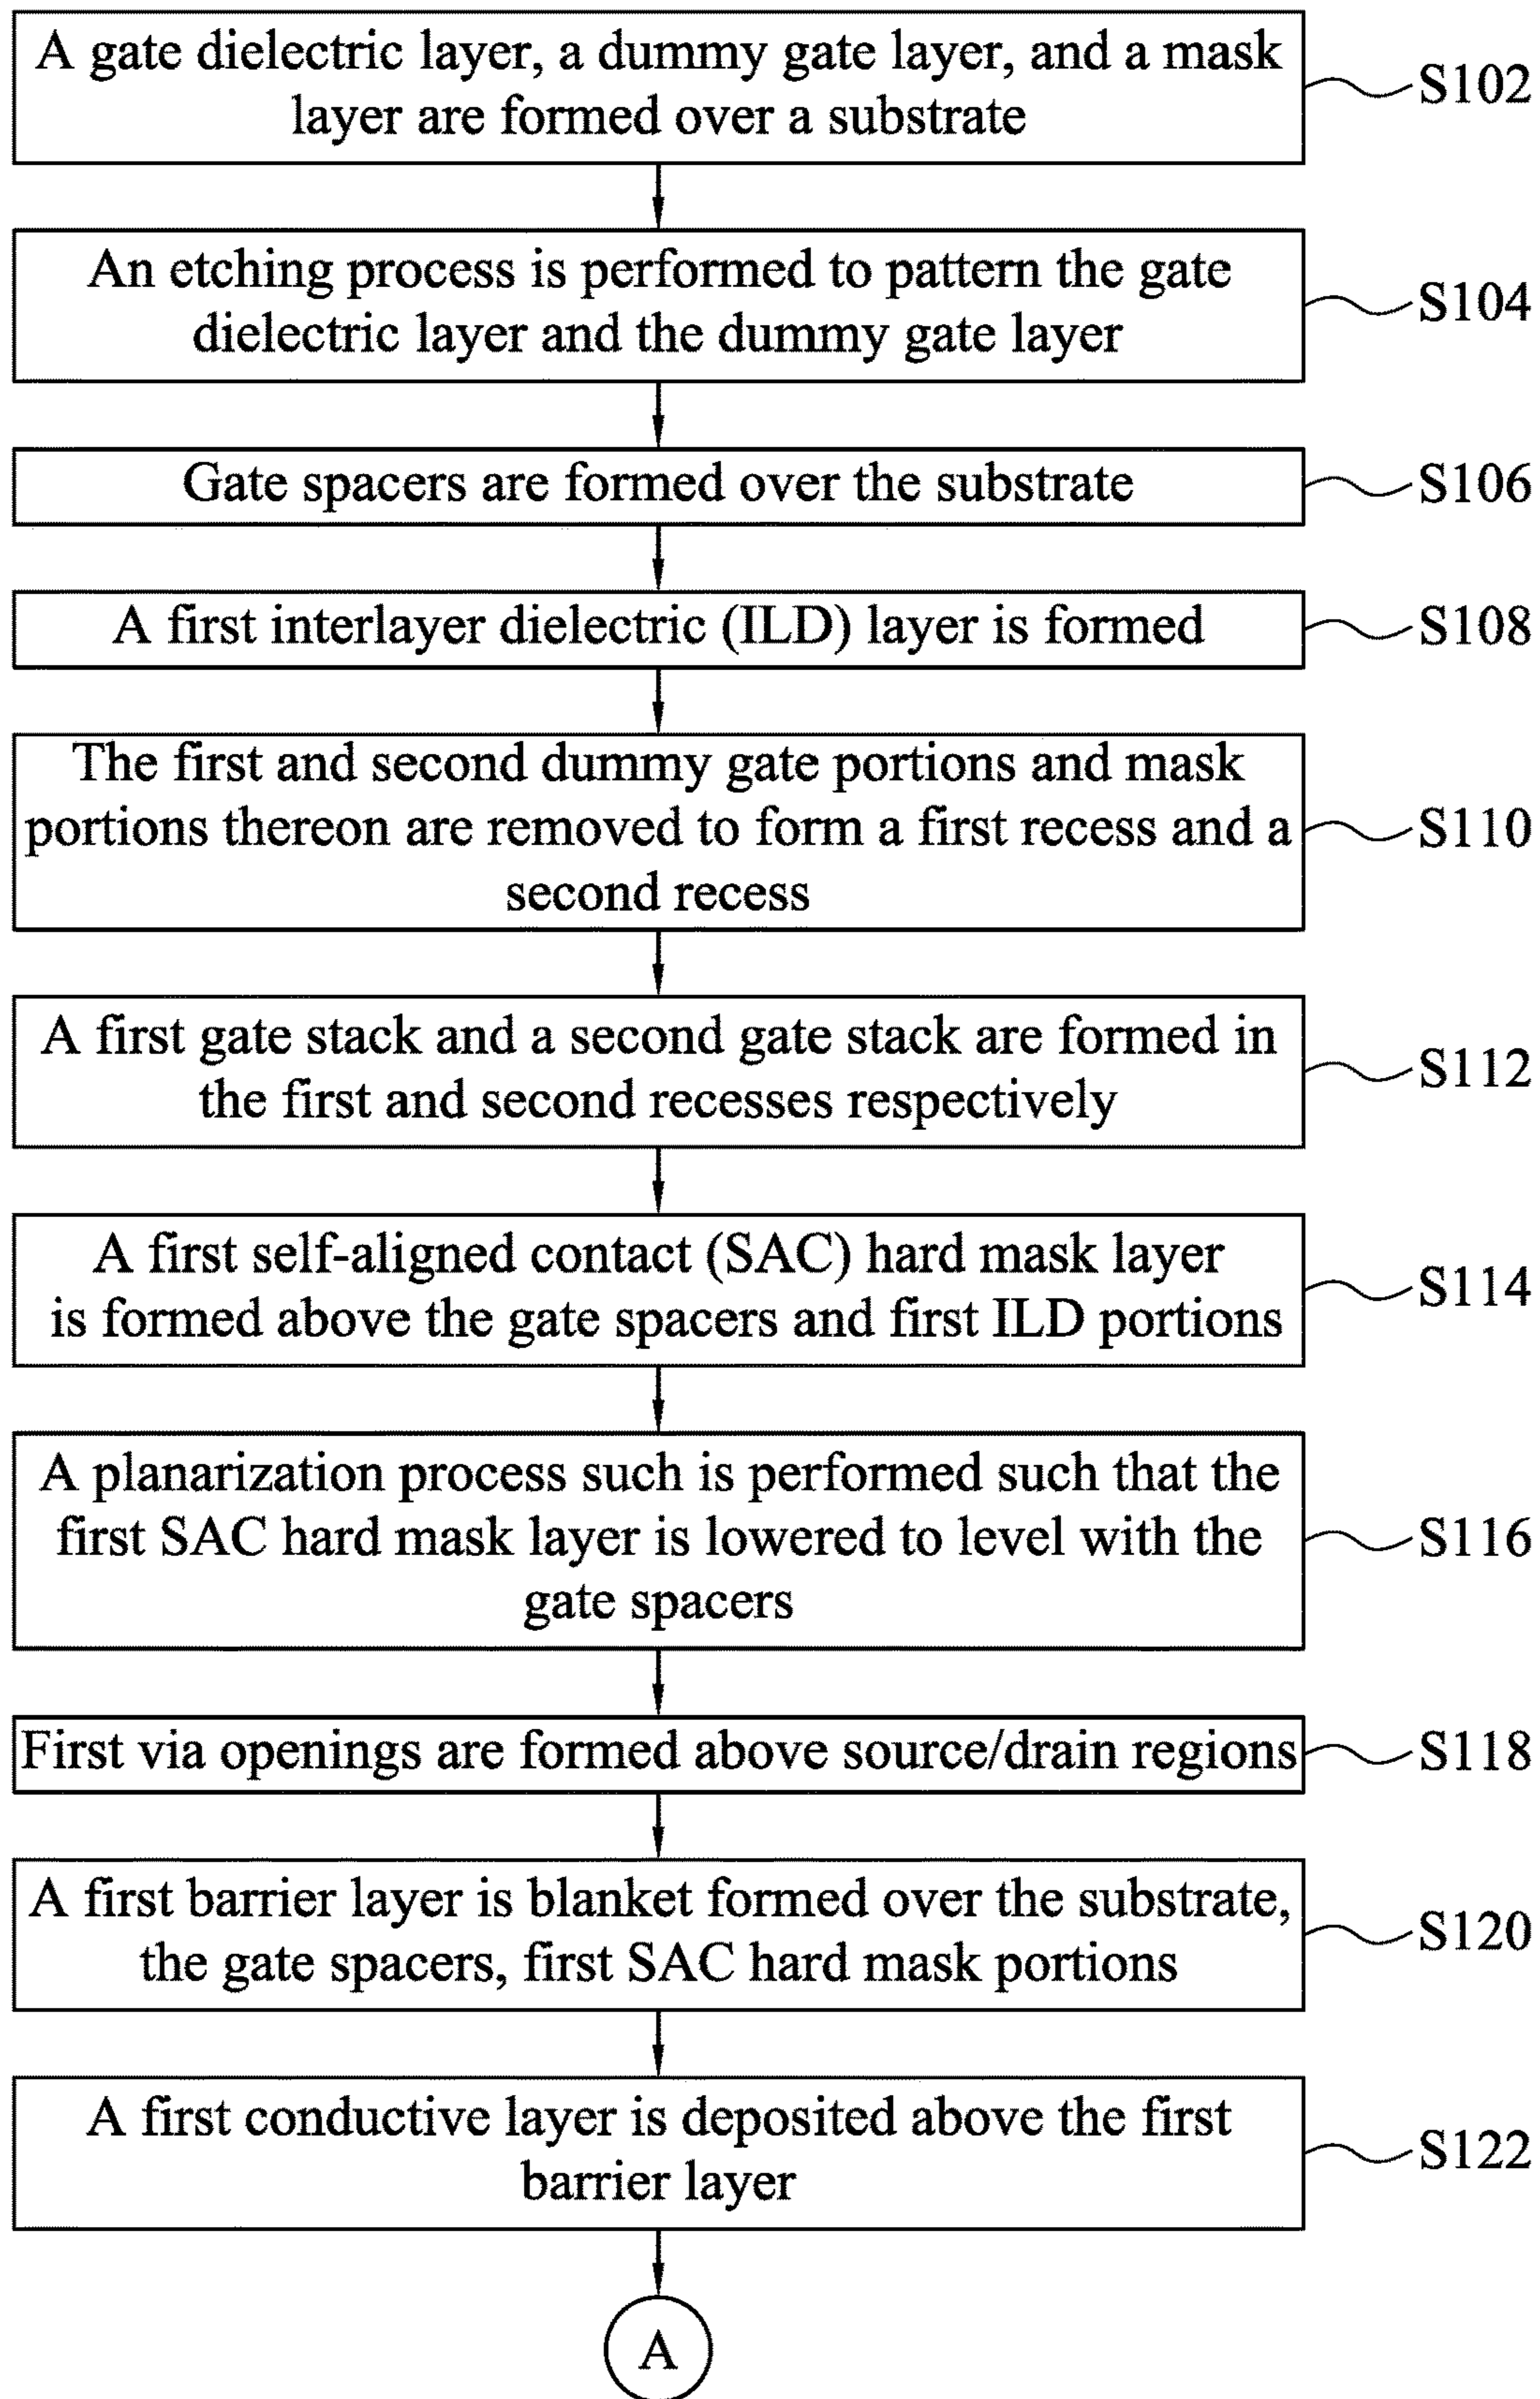 A gate dielectric layer, a dummy gate layer, and a mask
layer are formed over a substrate
S102
An etching process is performed to pattern the gate
dielectric layer and the dummy gate layer
S104
Gate spacers are formed over the substrate
S106
A first interlayer dielectric (ILD) layer is formed
S108
The first and second dummy gate portions and mask
portions thereon are removed to form a first recess and a
second recess
S110
A first gate stack and a second gate stack are formed in
the first and second recesses respectively
S112
A first self-aligned contact (SAC) hard mask layer
is formed above the gate spacers and first ILD portions
S114
A planarization process such is performed such that the
first SAC hard mask layer is lowered to level with the
gate spacers
S116
First via openings are formed above source/drain regions
S118
A first barrier layer is blanket formed over the substrate,
the gate spacers, first SAC hard mask portions
S120
A first conductive layer is deposited above the first
barrier layer
S122
A